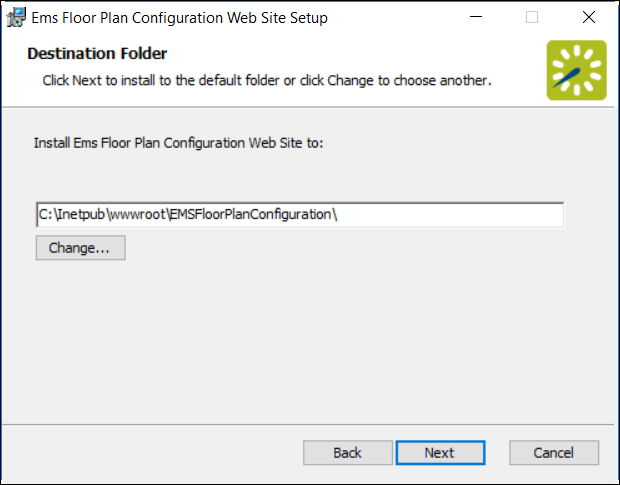 Ems Floor Plan Configuration Web Site Setup
Destination Folder
Click Next to install to the default folder or click Change to choose another.
Install Ems Floor Plan Configuration Web Site to:
C:\Inetpub\wwwroot\EMSFloorPlanConfiguration\
Change...
Back Next Cancel